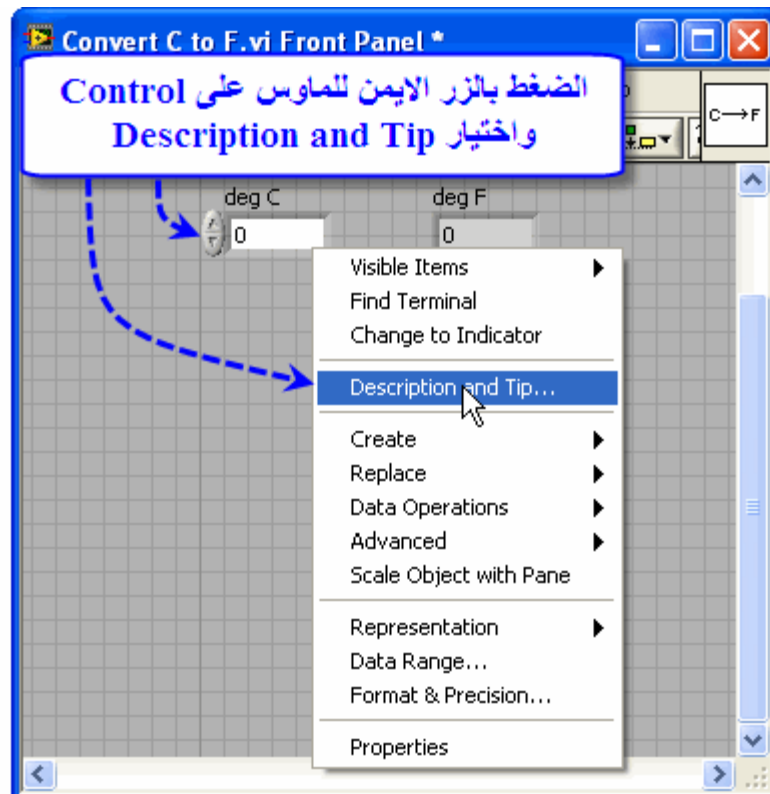 Convert C to F.vi Front Panel *
الضغط بالزر الايمن للماوس على Control
واختيار Description and Tip
C→F
deg C
deg F
0
0
Visible Items
Find Terminal
Change to Indicator
Description and Tip...
Create
Replace
Data Operations
Advanced
Scale Object with Pane
Representation
Data Range...
Format & Precision...
Properties